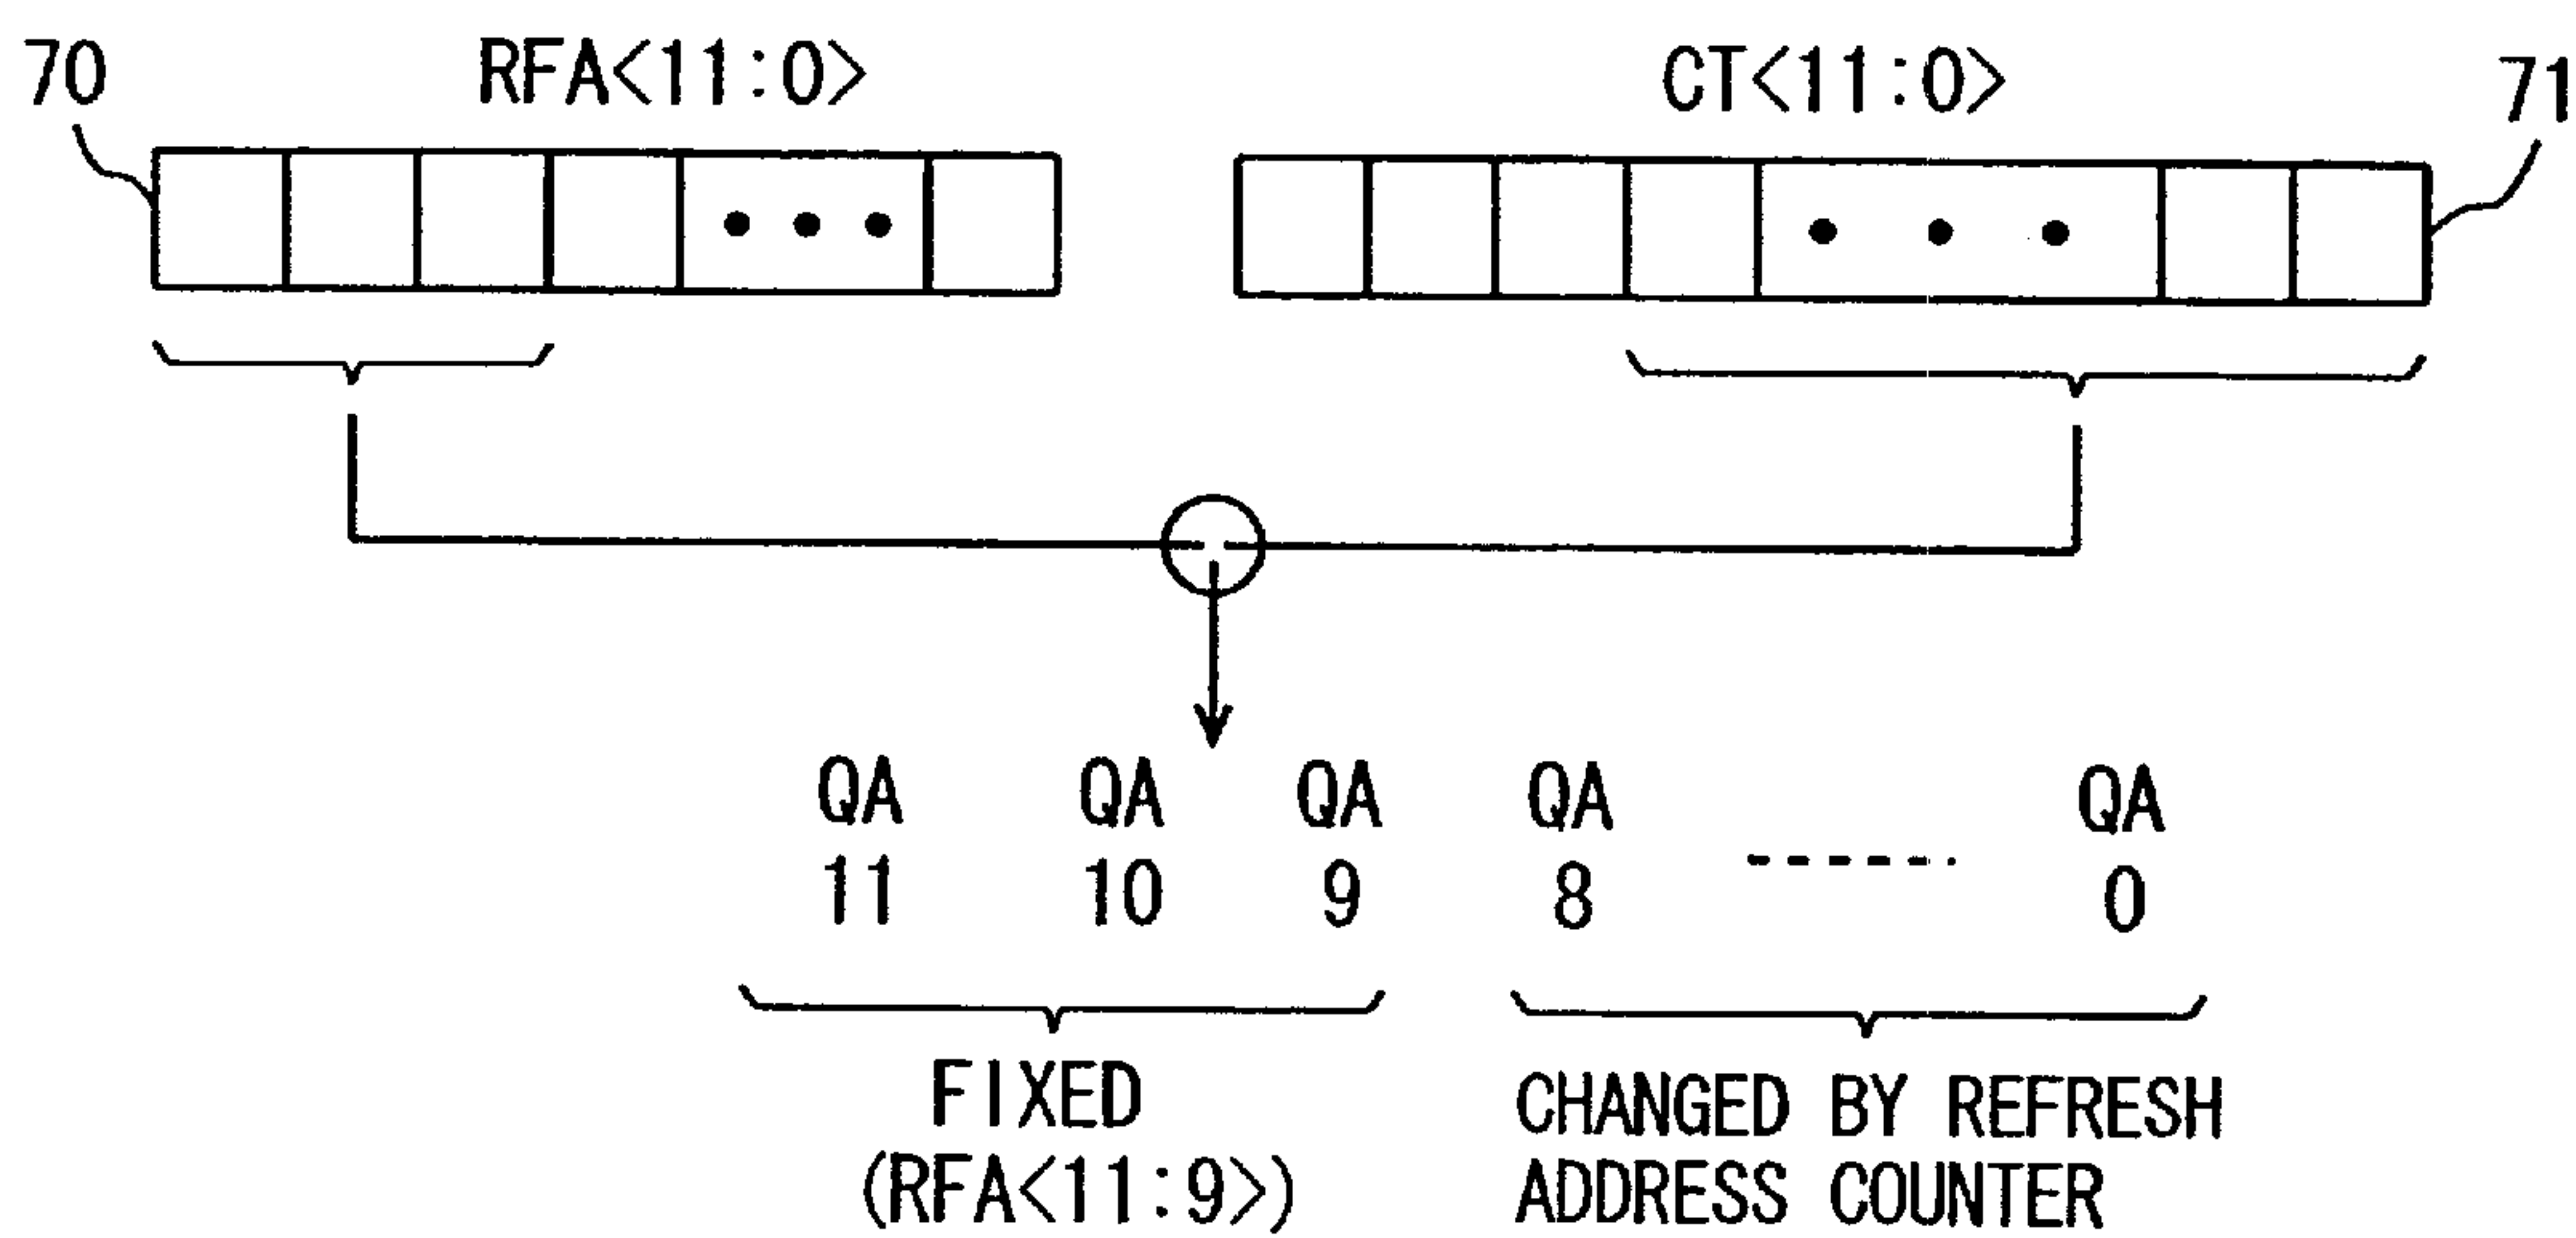 70 RFA<11:0> CT<11:0> 71
QA QA QA QA QA
11 10 9 8 ------ 0
FIXED CHANGED BY REFRESH
(RFA<11:9>) ADDRESS COUNTER